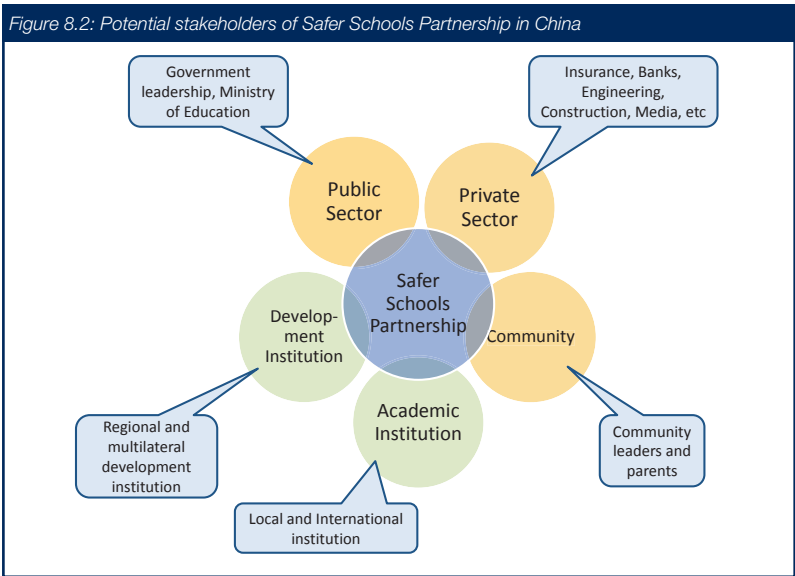 Figure 8.2: Potential stakeholders of Safer Schools Partnership in China
Government
leadership, Ministry
of Education
Insurance, Banks,
Engineering,
Construction, Media, etc
Public
Sector
Private
Sector
Safer
Schools
Partnership
Develop-
ment
Institution
Community
Academic
Institution
Regional and
multilateral
development
institution
Community
leaders and
parents
Local and International
institution